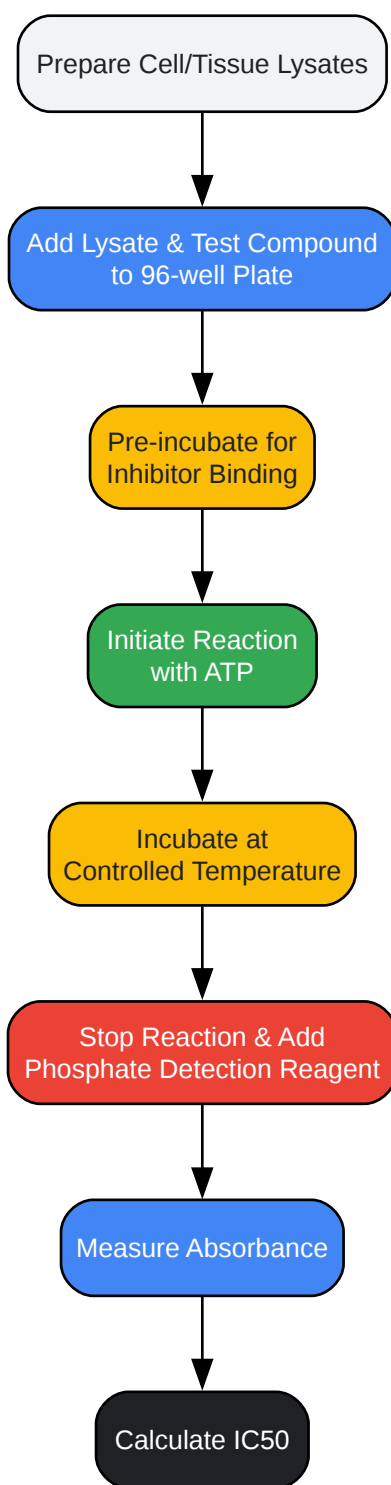 Prepare Cell/Tissue Lysates
Add Lysate & Test Compound
to 96-well Plate
Pre-incubate for
Inhibitor Binding
Initiate Reaction
with ATP
Incubate at
Controlled Temperature
Stop Reaction & Add
Phosphate Detection Reagent
Measure Absorbance
Calculate IC50